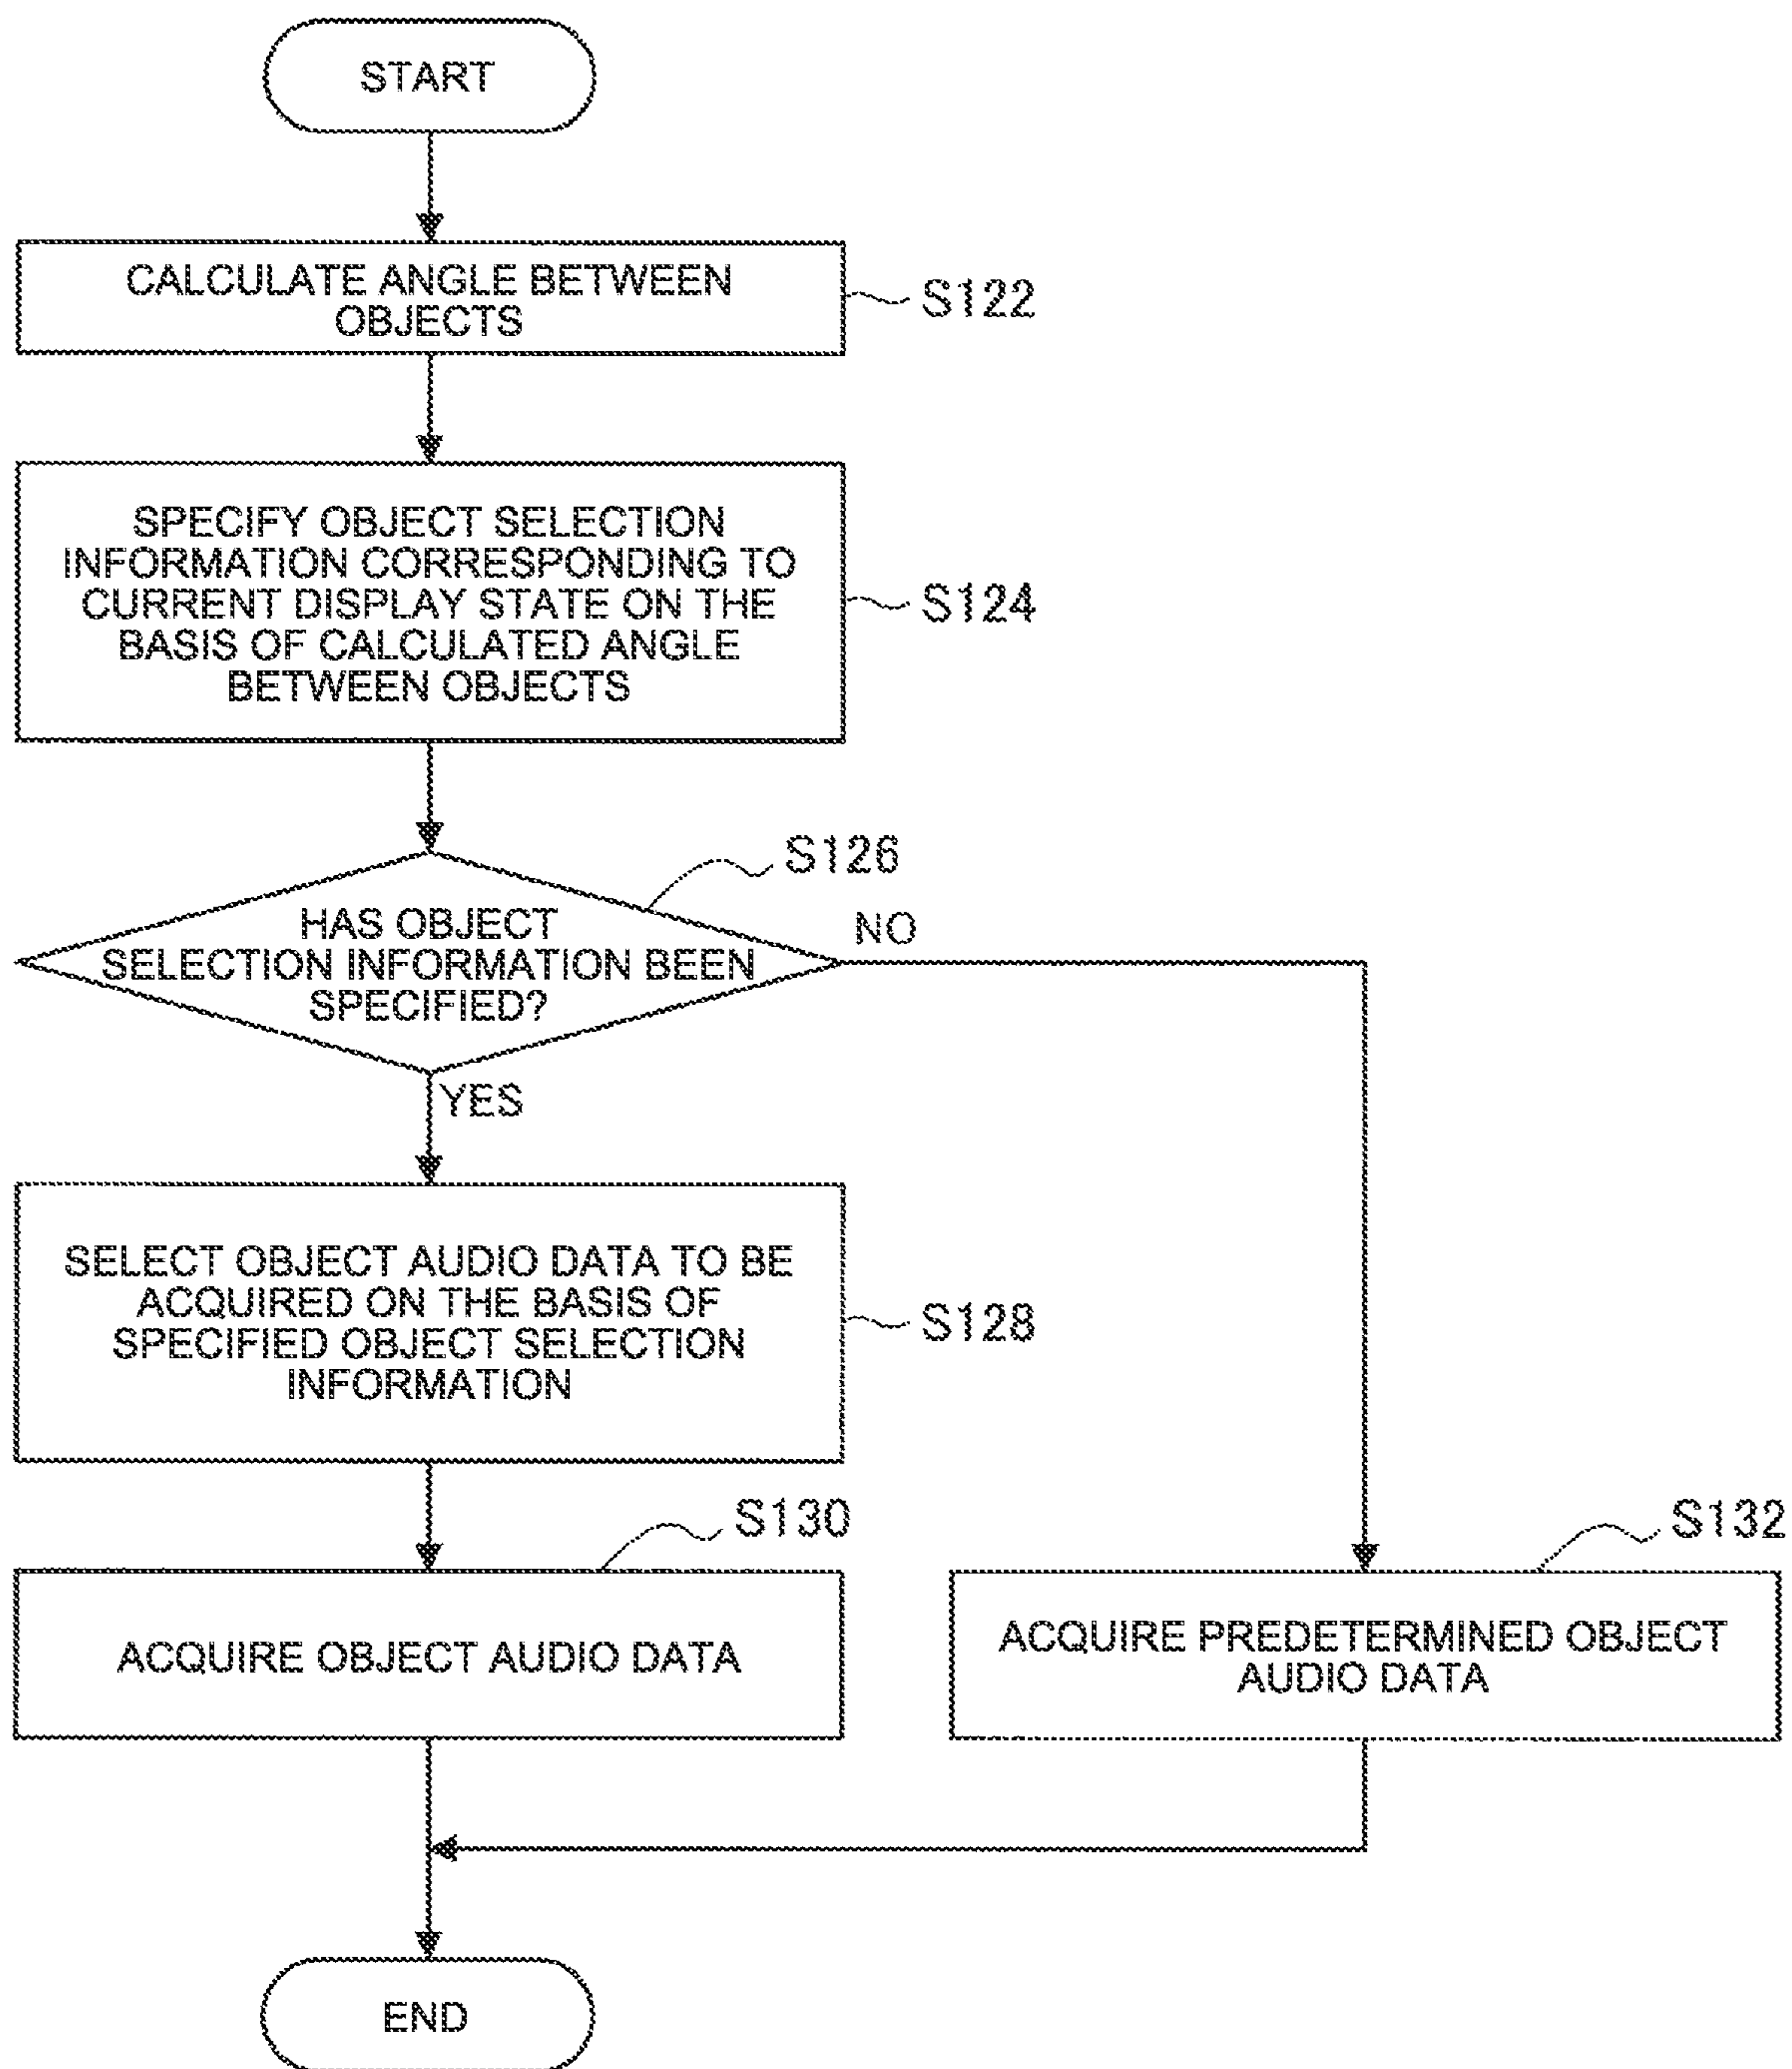 START
CALCULATE ANGLE BETWEEN
OBJECTS
S122
SPECIFY OBJECT SELECTION
INFORMATION CORRESPONDING TO
CURRENT DISPLAY STATE ON THE
BASIS OF CALCULATED ANGLE
BETWEEN OBJECTS
S124
S126
HAS OBJECT
SELECTION INFORMATION BEEN
SPECIFIED?
NO
YES
SELECT OBJECT AUDIO DATA TO BE
ACQUIRED ON THE BASIS OF
SPECIFIED OBJECT SELECTION
INFORMATION
S128
S130
ACQUIRE OBJECT AUDIO DATA
S132
ACQUIRE PREDETERMINED OBJECT
AUDIO DATA
END